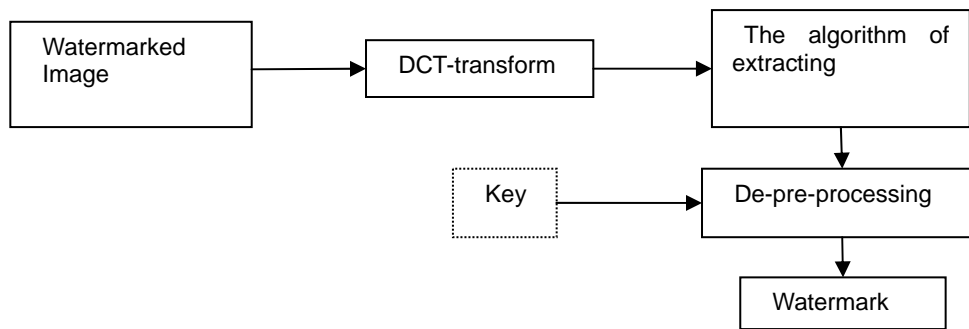 Watermarked
Image
DCT-transform
The algorithm of
extracting
Key
De-pre-processing
Watermark